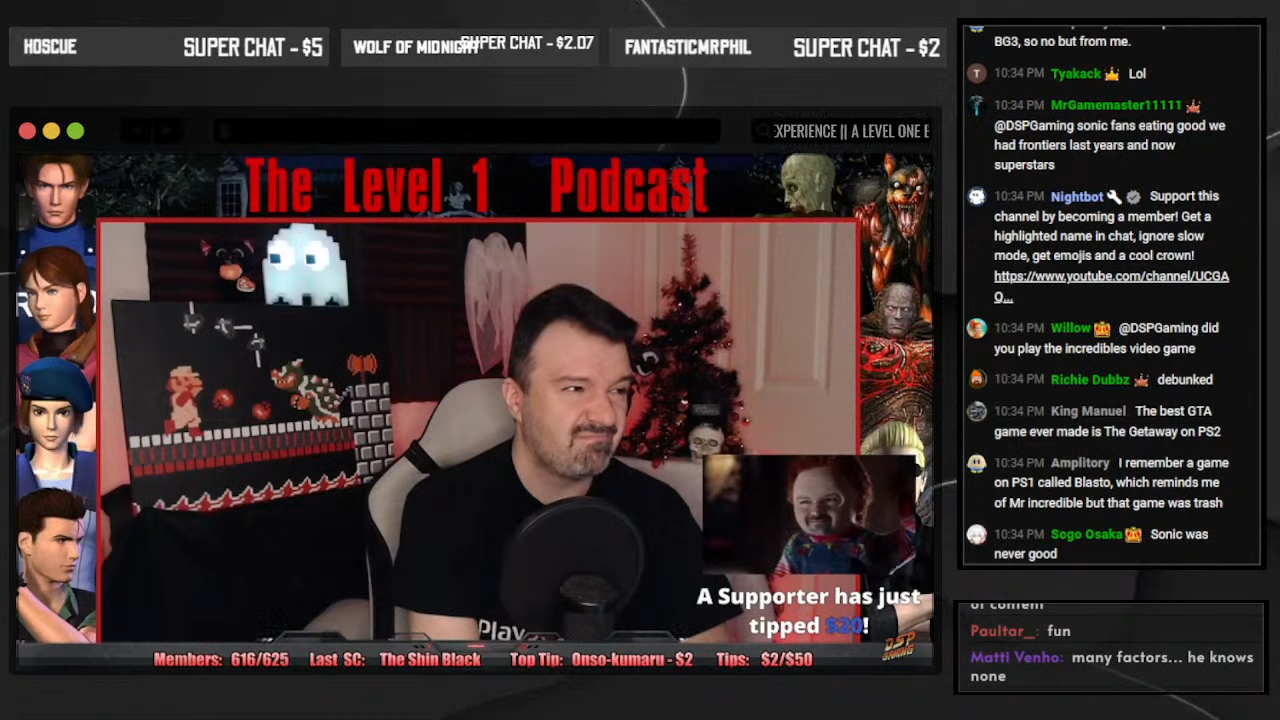 HOSCUE
SUPER CHAT - $5
WOLF OF MIDNIGHT
SUPER CHAT - $2.07
FANTASTICMRPHIL
SUPER CHAT - $2
XPERIENCE || A LEVEL ONE
The Level 1 Podcast
Play
A Supporter has just
tipped $20!
DSP
GAMING
Members: 616/625 Last SC: The Shin Black Top Tip: Onso-kumaru - $2 Tips: $2/$50
BG3, so no but from me.
10:34 PM Tyakack Lol
10:34 PM MrGamemaster11111
@DSPGaming sonic fans eating good we
had frontiers last years and now
superstars
10:34 PM Nightbot Support this
channel by becoming a member! Get a
highlighted name in chat, ignore slow
mode, get emojis and a cool crown!
https://www.youtube.com/channel/UCGA
Q...
10:34 PM Willow @DSPGaming did
you play the incredibles video game
10:34 PM Richie Dubbz debunked
10:34 PM King Manuel The best GTA
game ever made is The Getaway on PS2
10:34 PM Amplitory I remember a game
on PS1 called Blasto, which reminds me
of Mr incredible but that game was trash
10:34 PM Sogo Osaka Sonic was
never good
of content
Paultar_: fun
Matti Venho: many factors... he knows
none